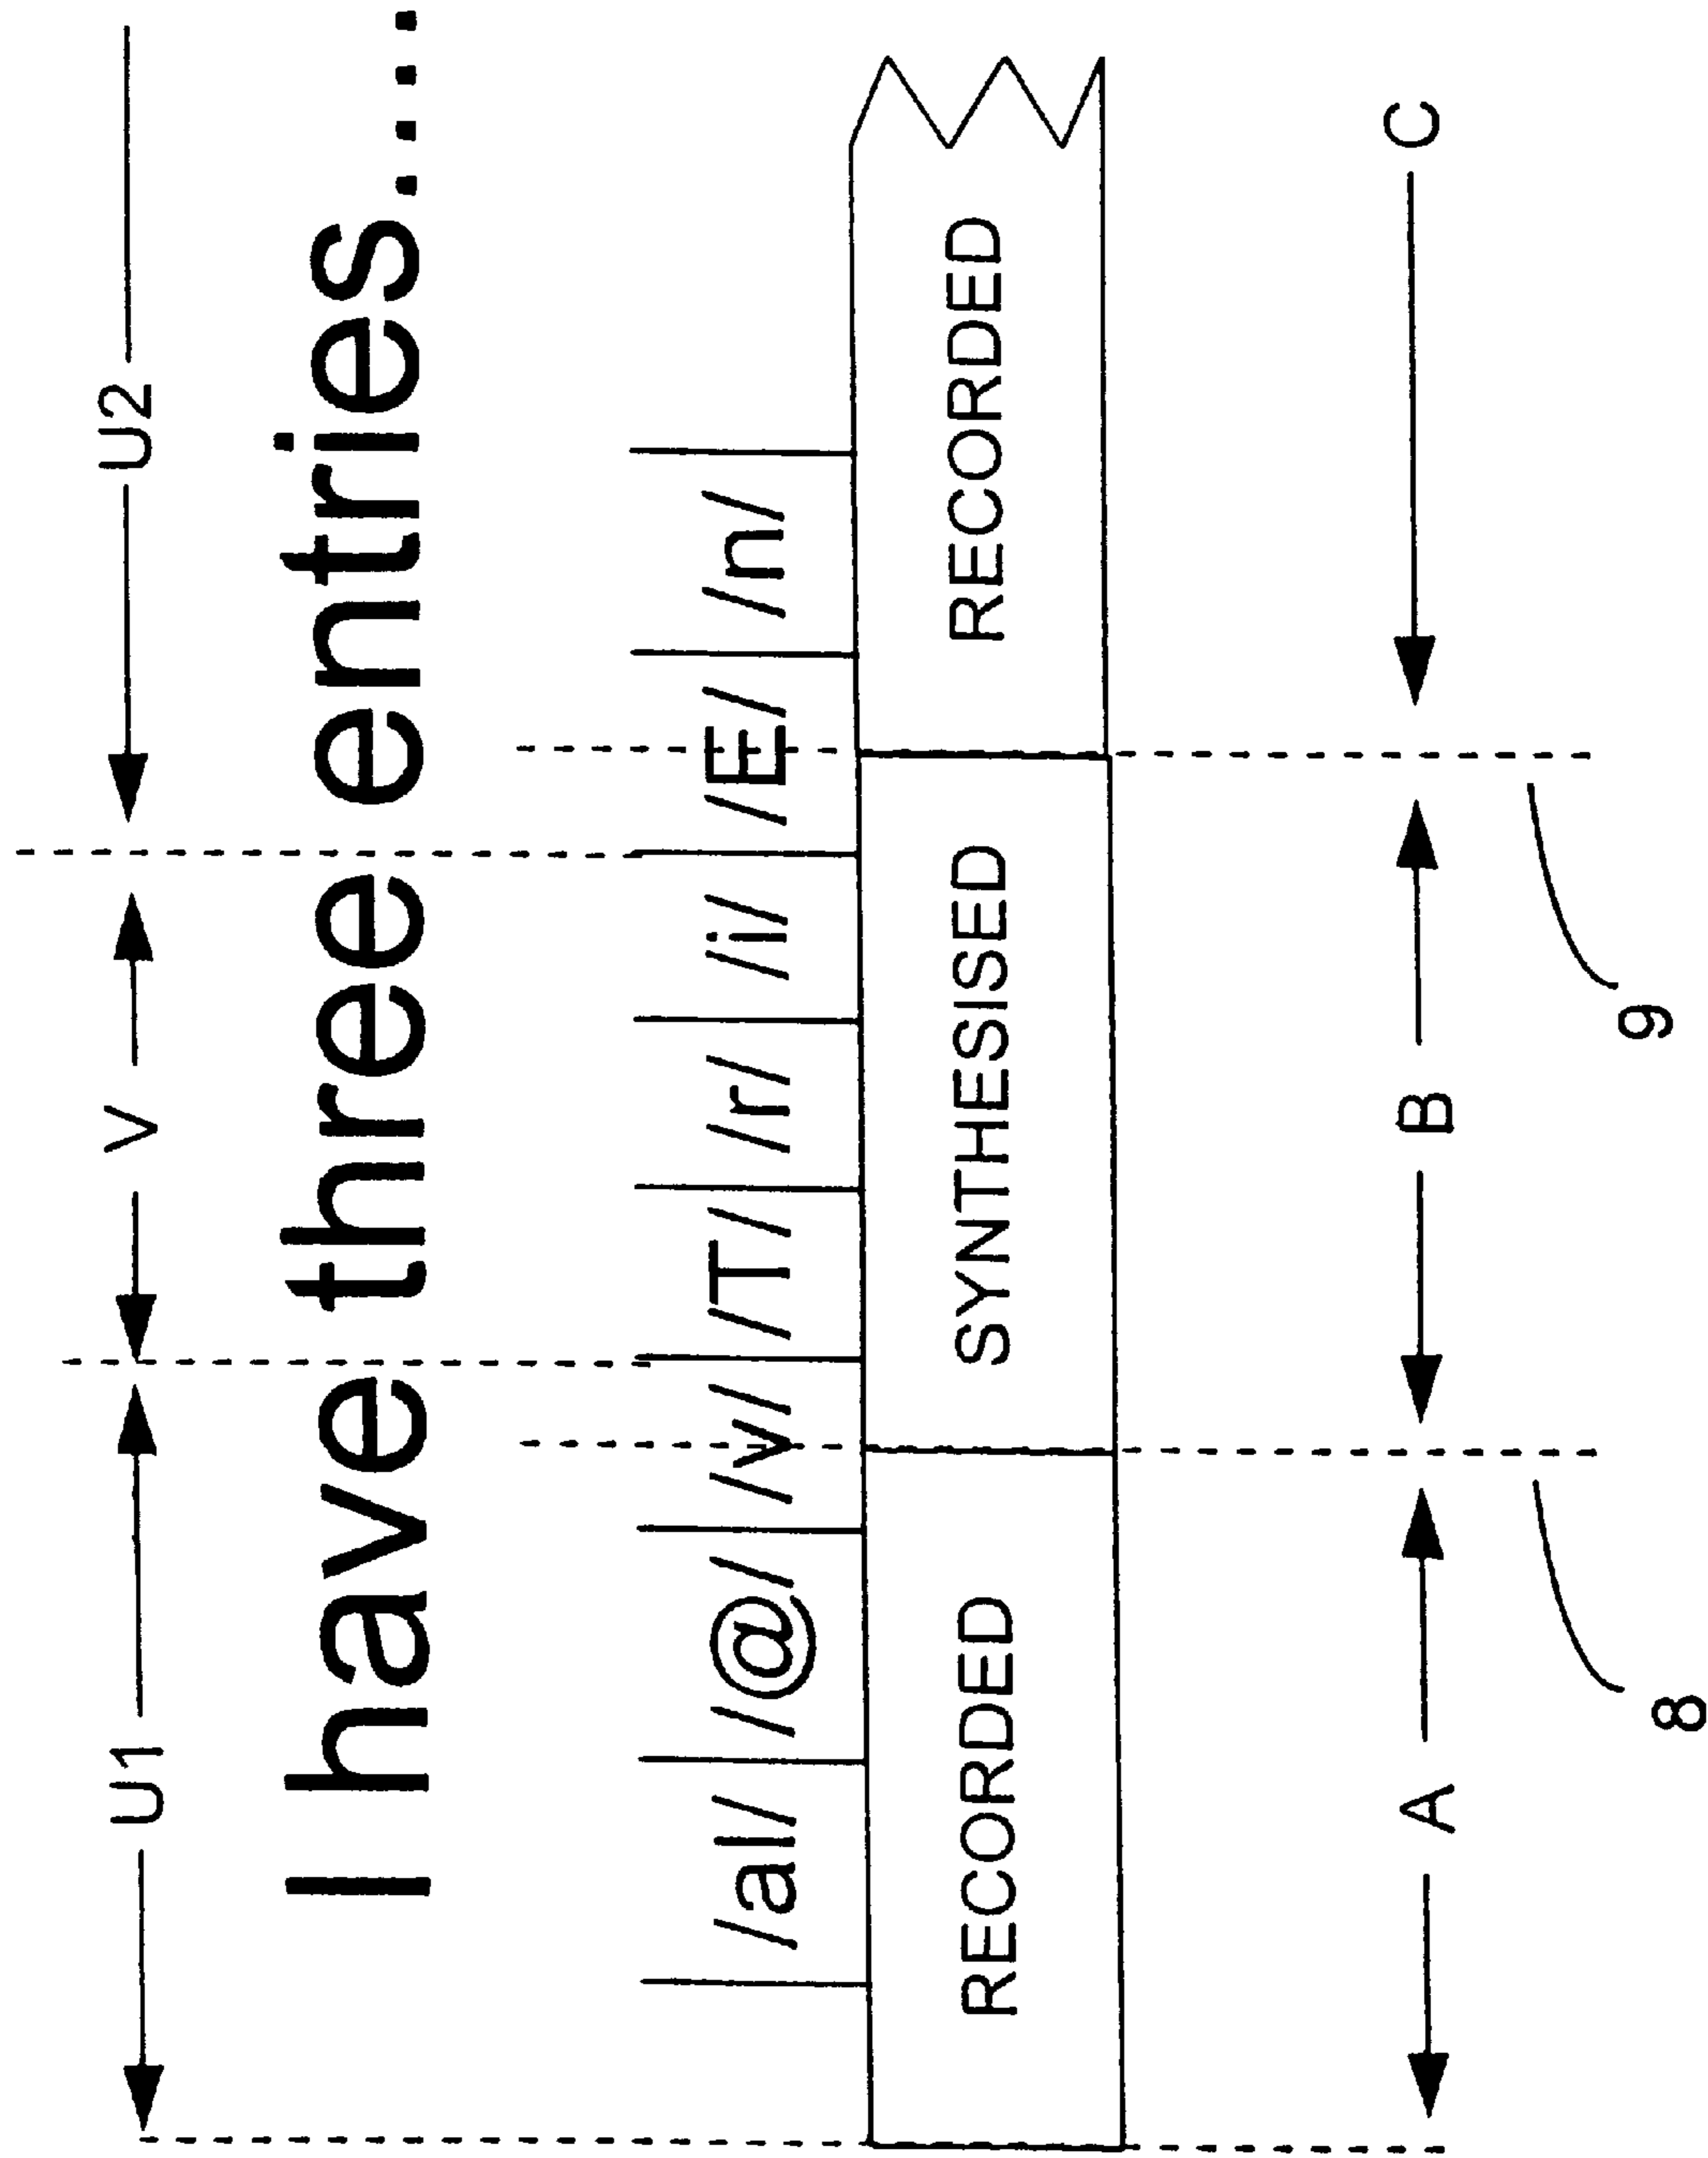 U1 V U2
I have three entries....
/aI/ /@/ /v/ /T/ /r/ /i/ /E/ /n/
RECORDED SYNTHESISED RECORDED
A B C
8 9